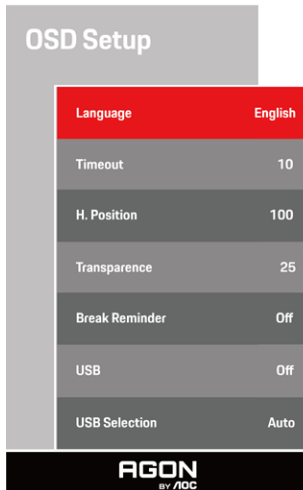 OSD Setup
Language English
Timeout 10
H. Position 100
Transparence 25
Break Reminder Off
USB Off
USB Selection Auto
AGON
BY AOC